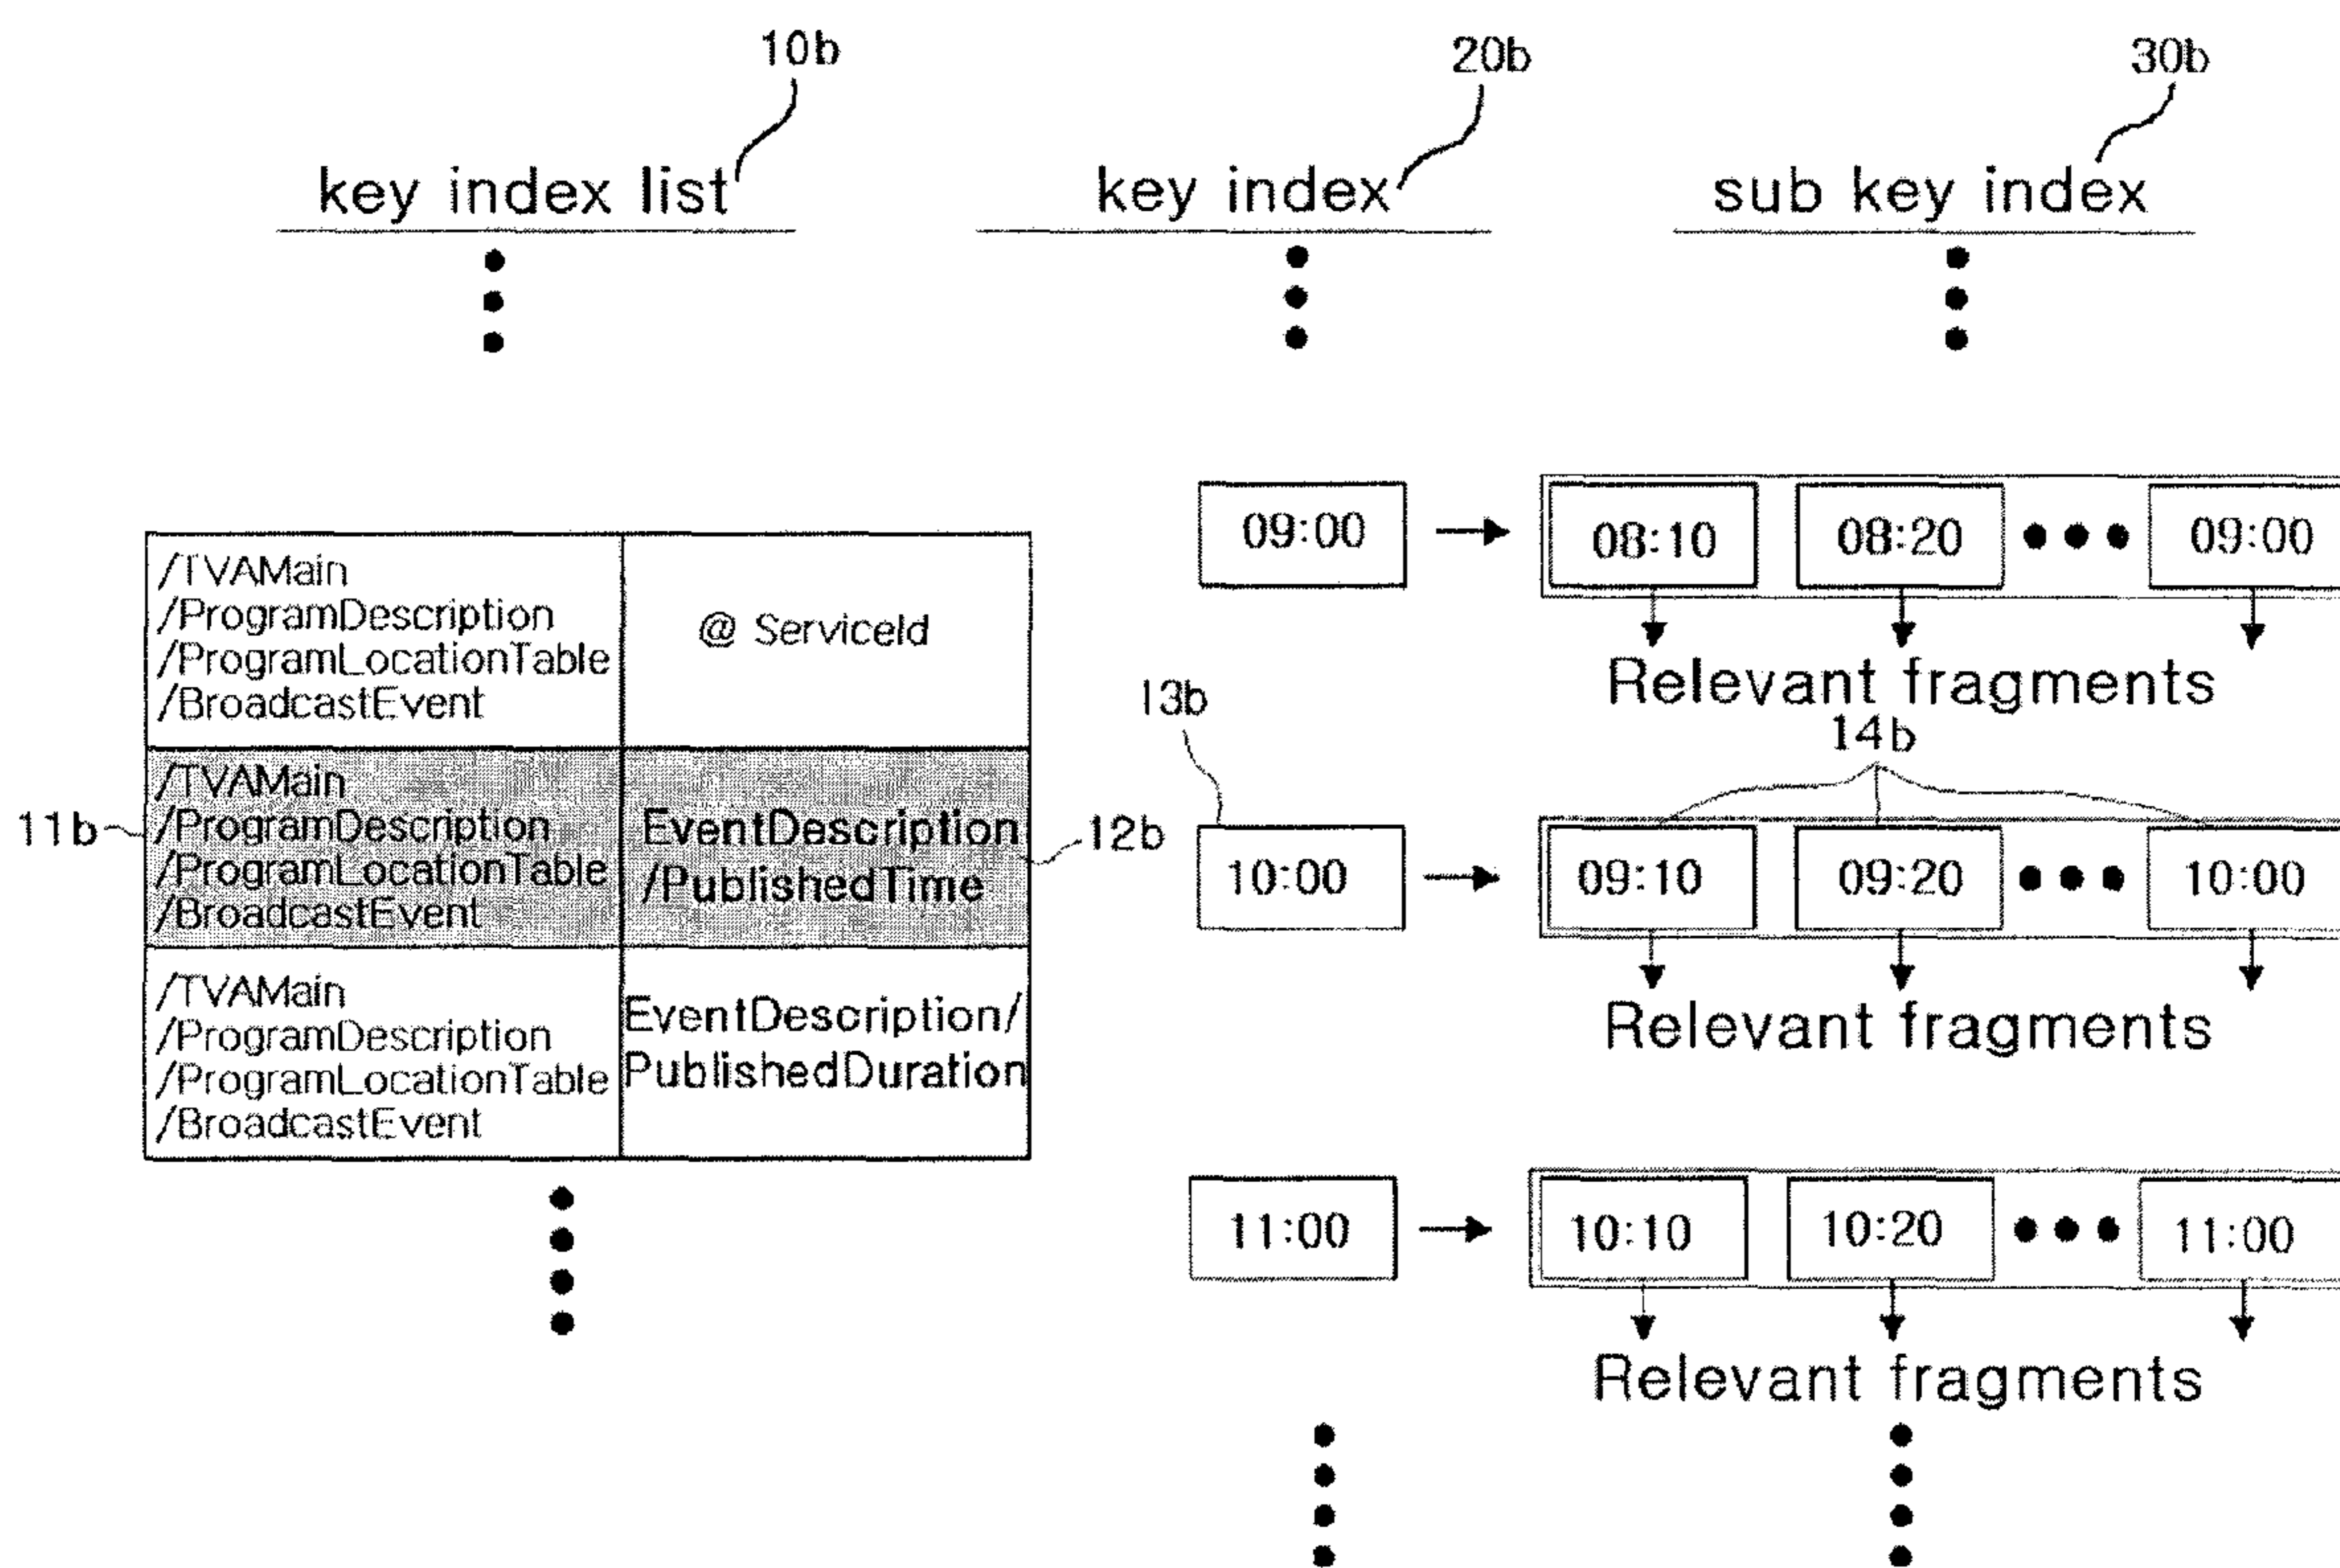 10b
20b
30b
key index list
key index
sub key index
/TVAMain
/ProgramDescription
/ProgramLocationTable
/BroadcastEvent
@ ServiceId
11b
/TVAMain
/ProgramDescription
/ProgramLocationTable
/BroadcastEvent
EventDescription
/PublishedTime
12b
/TVAMain
/ProgramDescription
/ProgramLocationTable
/BroadcastEvent
EventDescription/
PublishedDuration
09:00
08:10
08:20
09:00
Relevant fragments
13b
14b
10:00
09:10
09:20
10:00
Relevant fragments
11:00
10:10
10:20
11:00
Relevant fragments